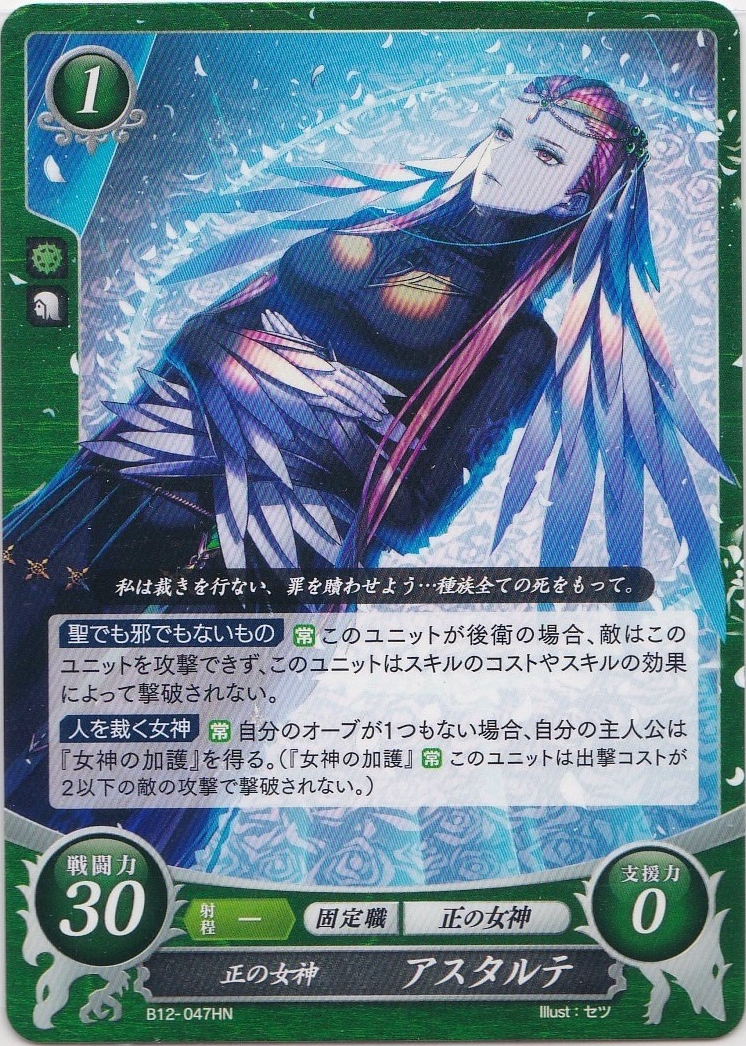 1
私は裁きを行ない、罪を贖わせよう…種族全ての死をもって。
聖でも邪でもないもの 常 このユニットが後衛の場合、敵はこの
ユニットを攻撃できず、このユニットはスキルのコストやスキルの効果
によって撃破されない。
人を裁く女神 常 自分のオーブが1つもない場合、自分の主人公は
『女神の加護』を得る。(『女神の加護』 常 このユニットは出撃コストが
2以下の敵の攻撃で撃破されない。)
戦闘力
30
射程 ―
固定職 正の女神
支援力
0
正の女神 アスタルテ
B12-047HN Illust:セツ